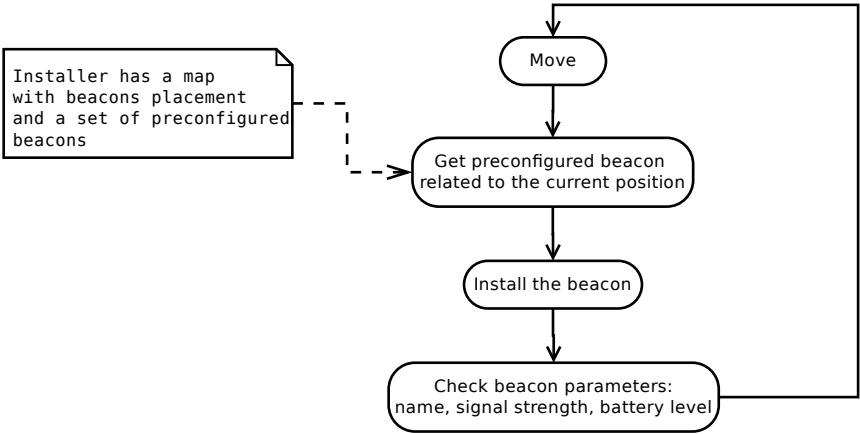 Move
Installer has a map
with beacons placement
and a set of preconfigured
beacons
Get preconfigured beacon
related to the current position
Install the beacon
Check beacon parameters:
name, signal strength, battery level